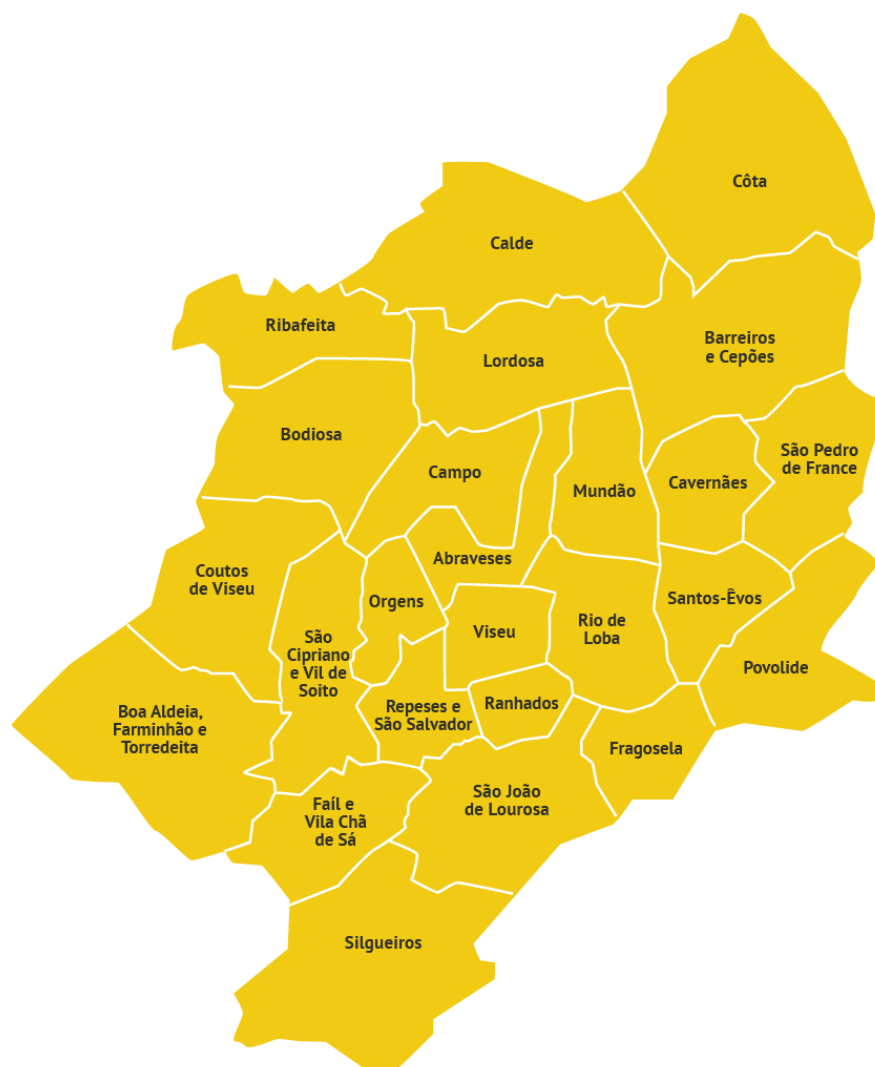 Côta
Calde
Ribafeita
Barreiros
e Cepões
Lordosa
Bodiosa
São Pedro
de France
Campo
Mundão
Cavernães
Abraveses
Coutos
de Viseu
Orgens
Santos-Êvos
Rio de
Loba
Viseu
São
Cipriano
e Vil de
Soito
Povolide
Boa Aldeia,
Farminhão e
Torredeita
Repeses e
São Salvador
Ranhados
Fragosela
São João
de Lourosa
Faíl e
Vila Chã
de Sá
Silgueiros